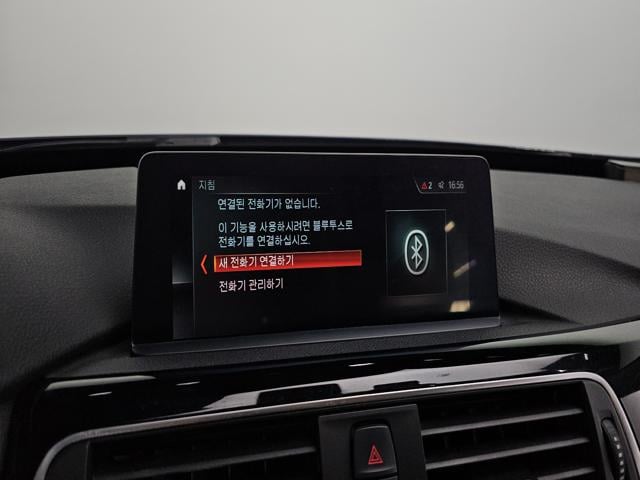 지침
2 16:56
연결된 전화기가 없습니다.
이 기능을 사용하시려면 블루투스로
전화기를 연결하십시오.
새 전화기 연결하기
전화기 관리하기